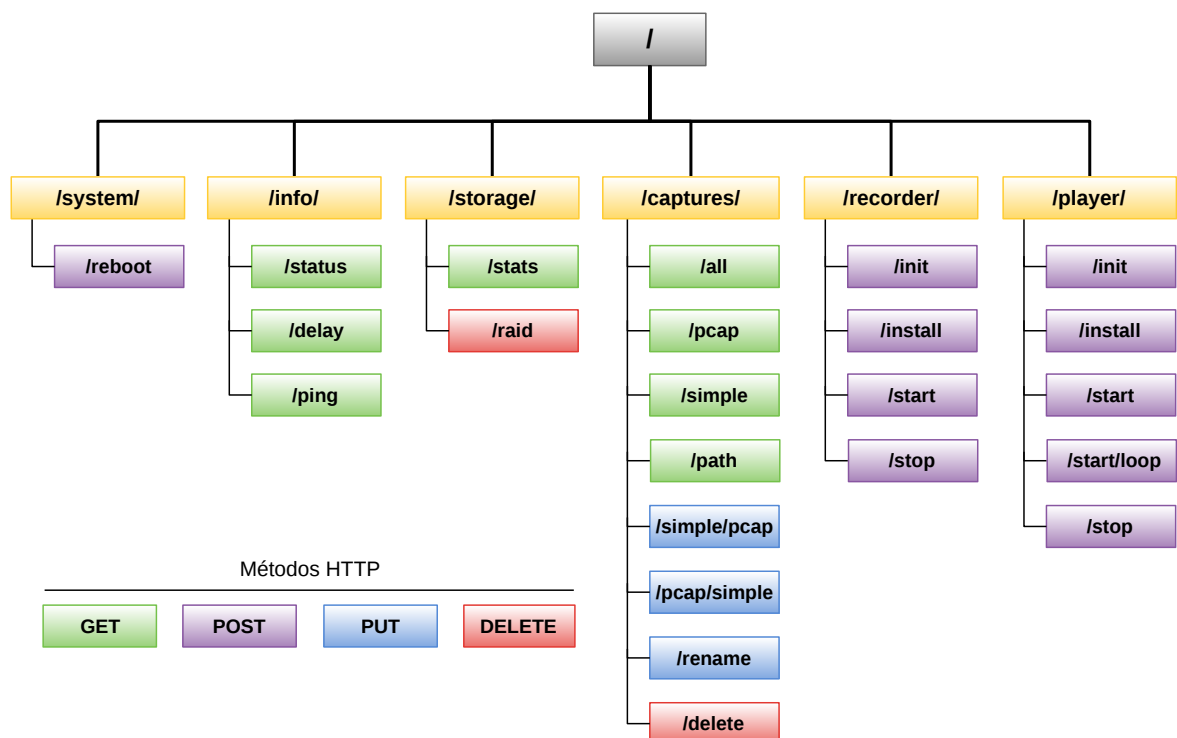 /
/system/
/info/
/storage/
/captures/
/recorder/
/player/
/reboot
/status
/delay
/ping
/stats
/raid
/all
/pcap
/simple
/path
/simple/pcap
/pcap/simple
/rename
/delete
/init
/install
/start
/stop
/init
/install
/start
/start/loop
/stop
Métodos HTTP
GET
POST
PUT
DELETE